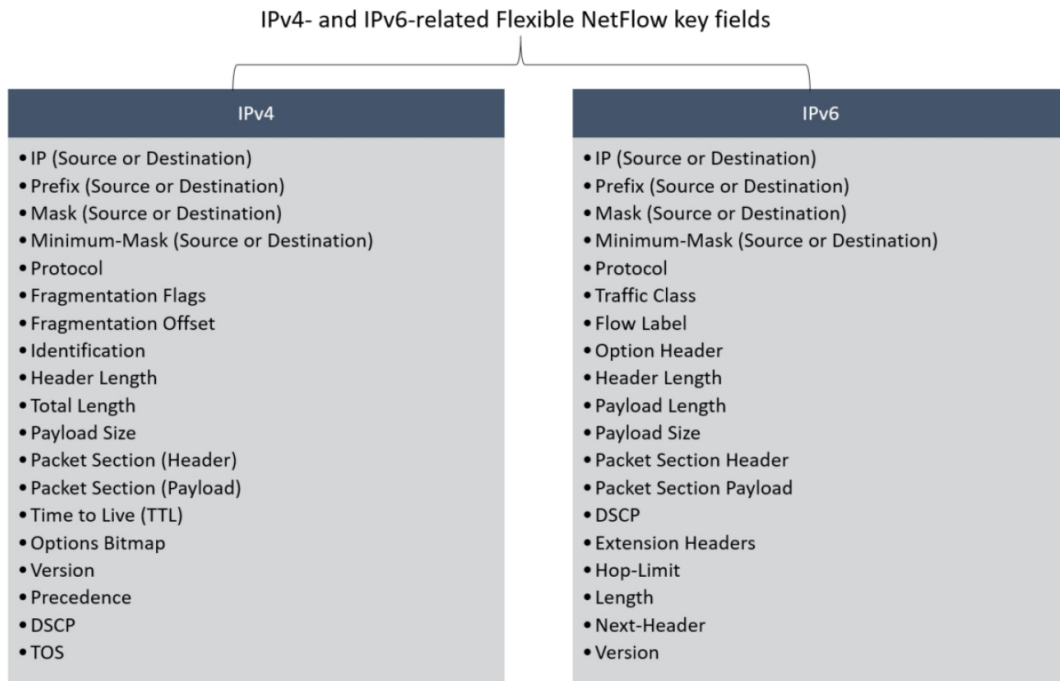 IPv4- and IPv6-related Flexible NetFlow key fields
IPv4
• IP (Source or Destination)
• Prefix (Source or Destination)
• Mask (Source or Destination)
• Minimum-Mask (Source or Destination)
• Protocol
• Fragmentation Flags
• Fragmentation Offset
• Identification
• Header Length
• Total Length
• Payload Size
• Packet Section (Header)
• Packet Section (Payload)
• Time to Live (TTL)
• Options Bitmap
• Version
• Precedence
• DSCP
• TOS
IPv6
• IP (Source or Destination)
• Prefix (Source or Destination)
• Mask (Source or Destination)
• Minimum-Mask (Source or Destination)
• Protocol
• Traffic Class
• Flow Label
• Option Header
• Header Length
• Payload Length
• Payload Size
• Packet Section Header
• Packet Section Payload
• DSCP
• Extension Headers
• Hop-Limit
• Length
• Next-Header
• Version